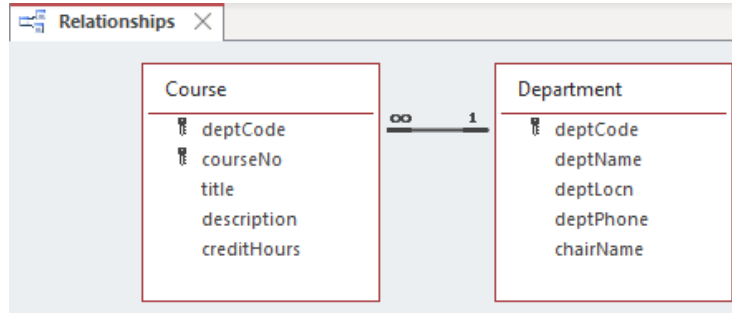 Relationships
Course
deptCode
courseNo
title
description
creditHours
∞ 1
Department
deptCode
deptName
deptLocn
deptPhone
chairName